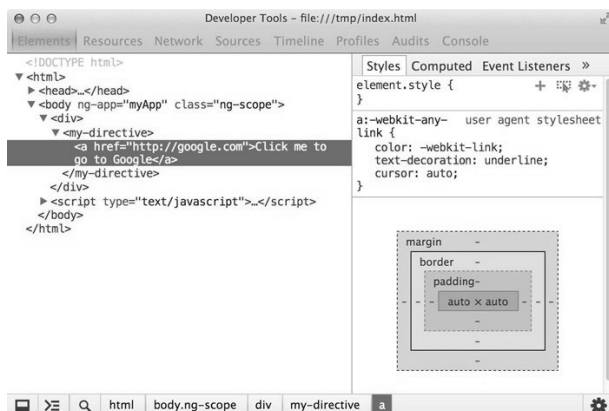 Developer Tools - file:///tmp/index.html
Elements Resources Network Sources Timeline Profiles Audits Console
<!DOCTYPE html>
▼<html>
▶<head>…</head>
▼<body ng-app="myApp" class="ng-scope">
▼<div>
▼<my-directive>
<a href="http://google.com">Click me to
go to Google</a>
</my-directive>
</div>
▶<script type="text/javascript">…</script>
</body>
</html>
Styles Computed Event Listeners »
element.style {
}
a:-webkit-any- user agent stylesheet
link {
color: -webkit-link;
text-decoration: underline;
cursor: auto;
}
margin -
border -
padding-
- - - auto × auto - - -
-
-
-
html body.ng-scope div my-directive a